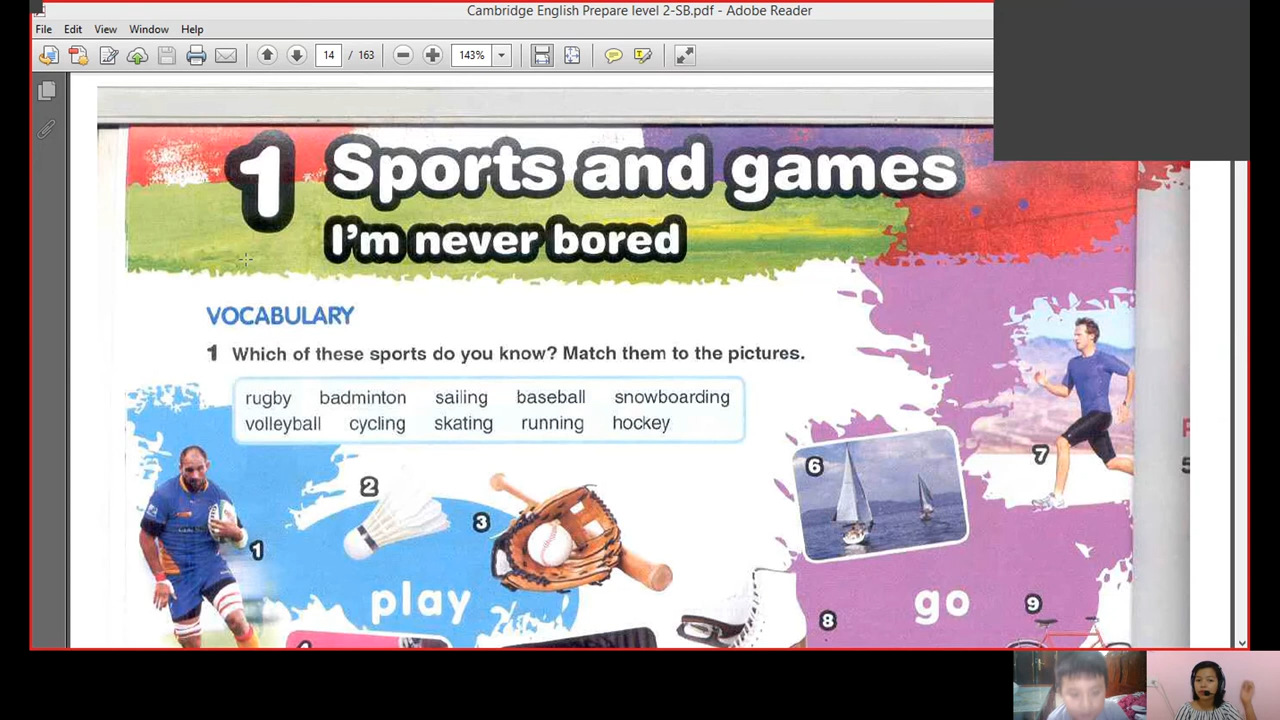 Cambridge English Prepare level 2-SB.pdf - Adobe Reader
File Edit View Window Help
14 / 163 143%
1 Sports and games
I'm never bored
VOCABULARY
1 Which of these sports do you know? Match them to the pictures.
rugby badminton sailing baseball snowboarding
volleyball cycling skating running hockey
6
7
2
3
5
1
play
go
9
8